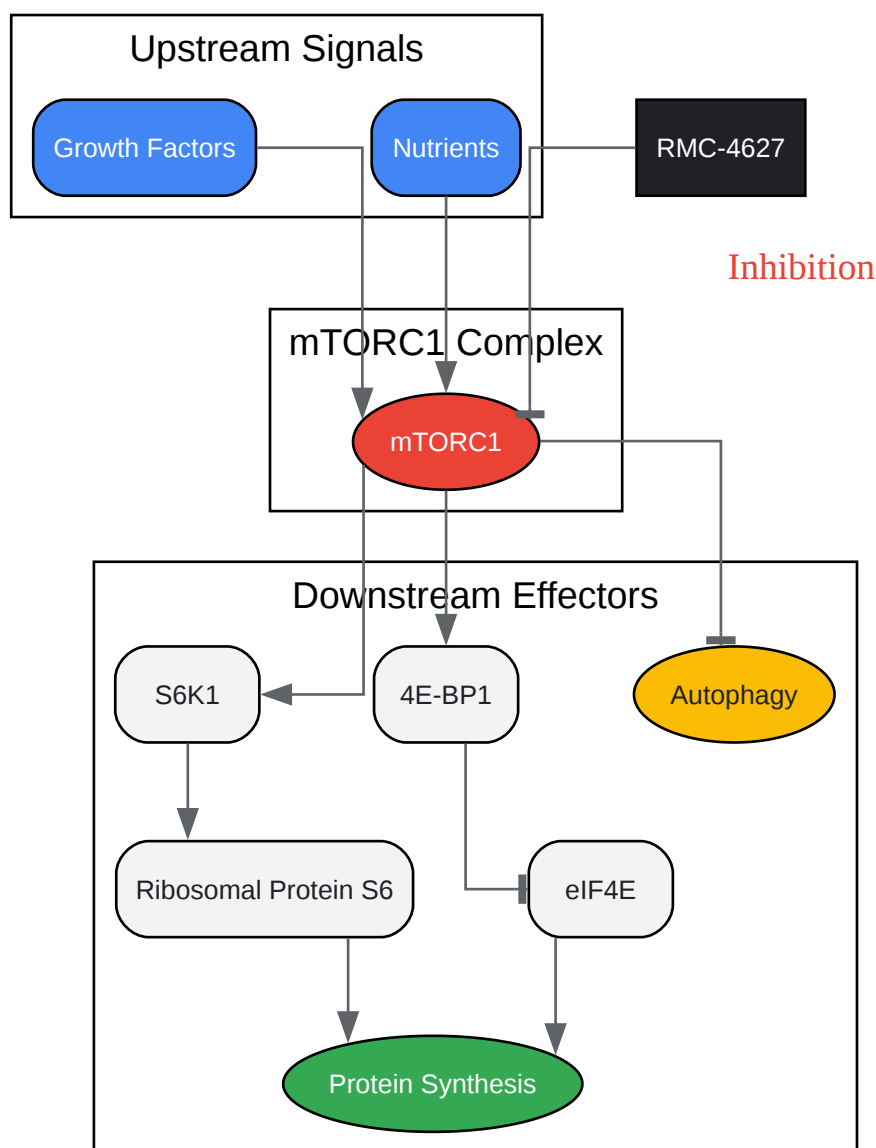 Upstream Signals
Growth Factors
Nutrients
RMC-4627
Inhibition
mTORC1 Complex
mTORC1
Downstream Effectors
S6K1
4E-BP1
Autophagy
Ribosomal Protein S6
eIF4E
Protein Synthesis